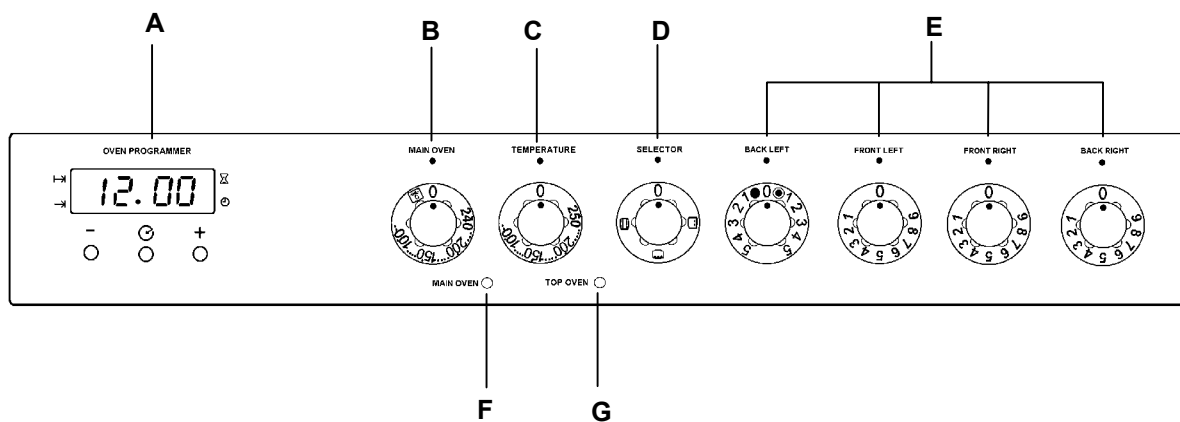 A
B
C
D
E
OVEN PROGRAMMER
MAIN OVEN
TEMPERATURE
SELECTOR
BACK LEFT
FRONT LEFT
FRONT RIGHT
BACK RIGHT
12.00
- +
0 240 200 150 100
0 250 200 150 100
0
0 1 2 3 4 5 5 4 3 2 1
0 9 8 7 6 5 4 3 2 1
0 9 8 7 6 5 4 3 2 1
0 9 8 7 6 5 4 3 2 1
MAIN OVEN
TOP OVEN
F
G